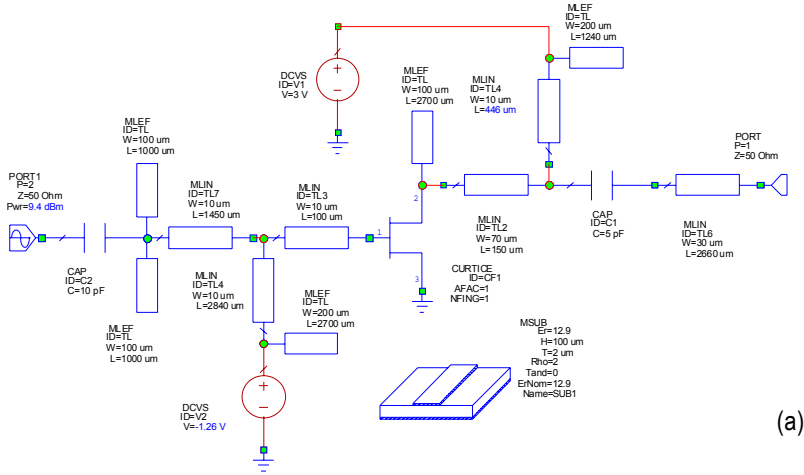 MLEF
ID=TL
W=200 um
L=1240 um
DCVS
ID=V1
V=3 V
MLEF
ID=TL
W=100 um
L=2700 um
MLIN
ID=TL4
W=10 um
L=446 um
MLEF
ID=TL
W=100 um
L=1000 um
PORT1
P=2
Z=50 Ohm
Pwr=9.4 dBm
MLIN
ID=TL7
W=10 um
L=1450 um
MLIN
ID=TL3
W=10 um
L=100 um
PORT
P=1
Z=50 Ohm
2
1
3
CAP
ID=C2
C=10 pF
MLIN
ID=TL4
W=10 um
L=2840 um
MLIN
ID=TL2
W=70 um
L=150 um
CAP
ID=C1
C=5 pF
MLIN
ID=TL6
W=30 um
L=2660 um
CURTICE
ID=CF1
AFAC=1
NFING=1
MLEF
ID=TL
W=100 um
L=1000 um
MLEF
ID=TL
W=200 um
L=2700 um
DCVS
ID=V2
V=-1.26 V
MSUB
Er=12.9
H=100 um
T=2 um
Rho=2
Tand=0
ErNom=12.9
Name=SUB1
(a)